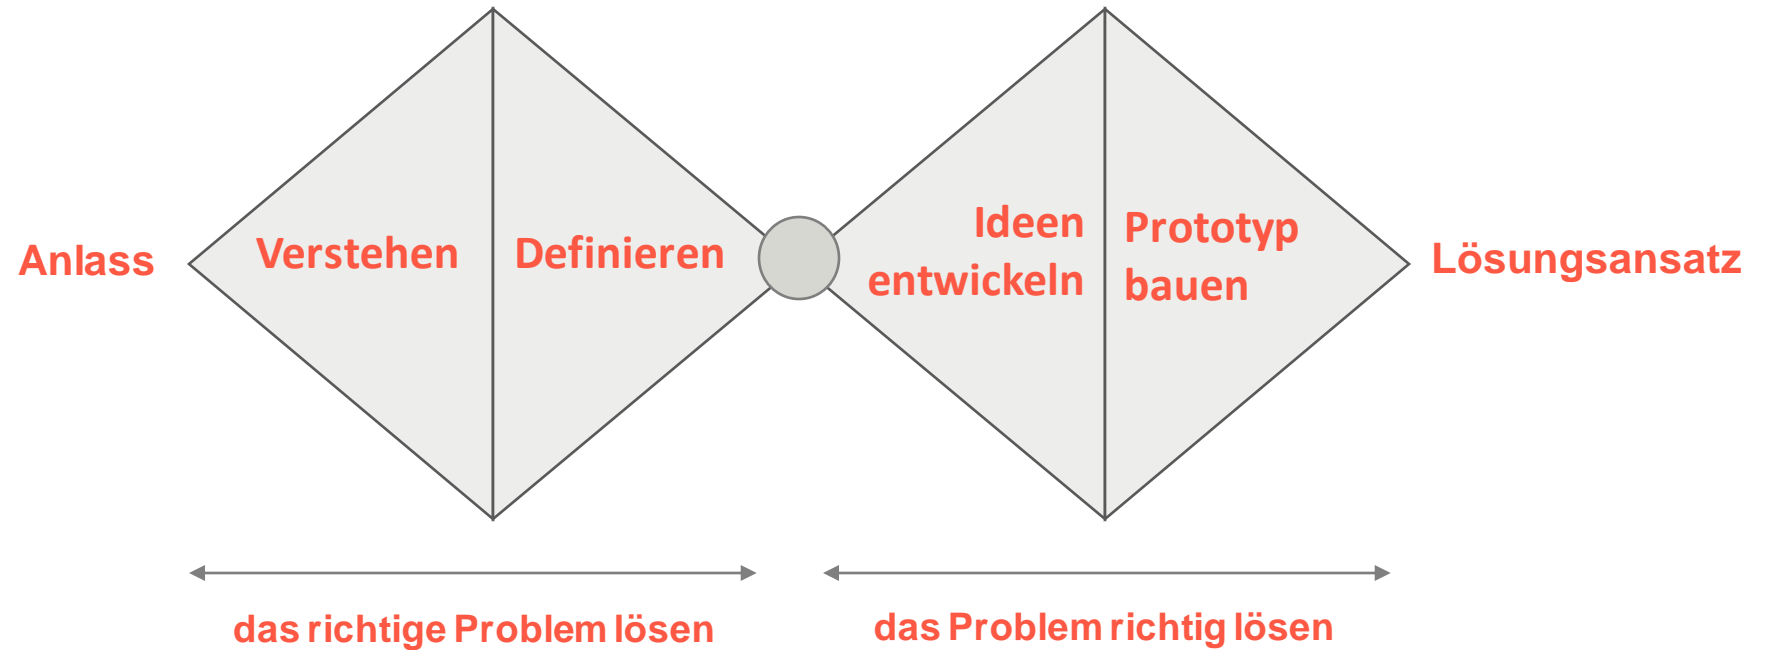 Anlass
Verstehen
Definieren
Ideen
entwickeln
Prototyp
bauen
Lösungsansatz
das richtige Problem lösen
das Problem richtig lösen